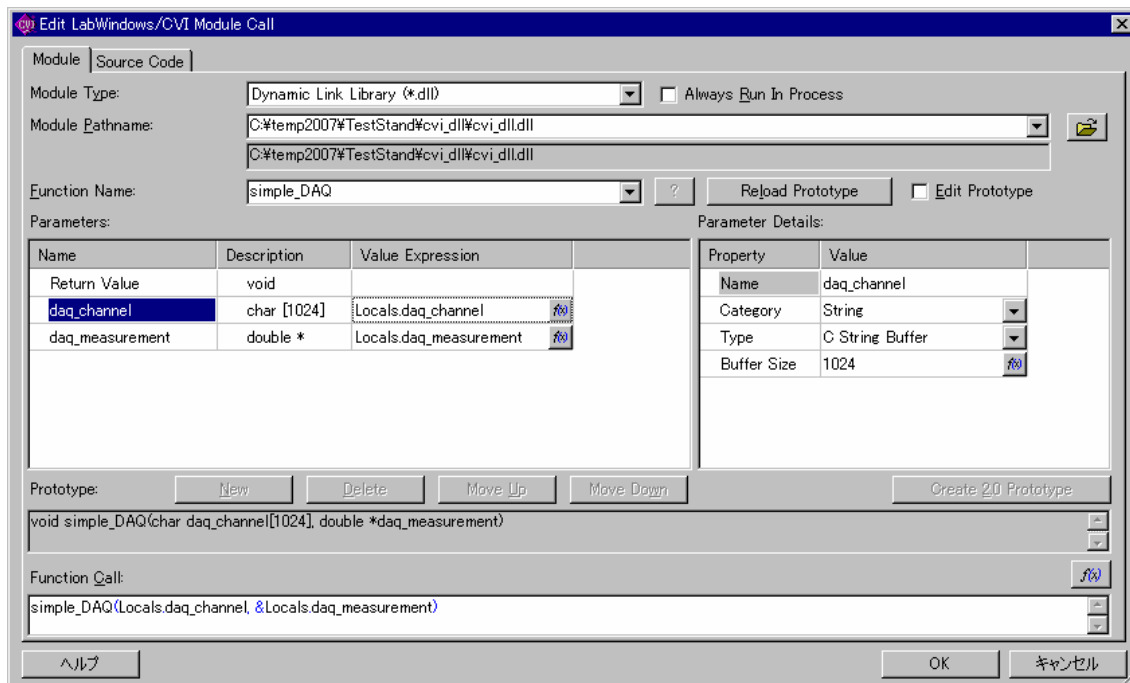 Edit LabWindows/CVI Module Call
Module Source Code
Module Type: Dynamic Link Library (*.dll) Always Run In Process
Module Pathname: C:¥temp2007¥TestStand¥cvi_dll¥cvi_dll.dll
C:¥temp2007¥TestStand¥cvi_dll¥cvi_dll.dll
Function Name: simple_DAQ ? Reload Prototype Edit Prototype
Parameters: Parameter Details:
Name Description Value Expression Property Value
Return Value void Name daq_channel
daq_channel char [1024] Locals.daq_channel f(x) Category String
daq_measurement double * Locals.daq_measurement f(x) Type C String Buffer
Buffer Size 1024 f(x)
Prototype: New Delete Move Up Move Down Create 2.0 Prototype
void simple_DAQ(char daq_channel[1024], double *daq_measurement)
Function Call: f(x)
simple_DAQ(Locals.daq_channel, &Locals.daq_measurement)
ヘルプ OK キャンセル